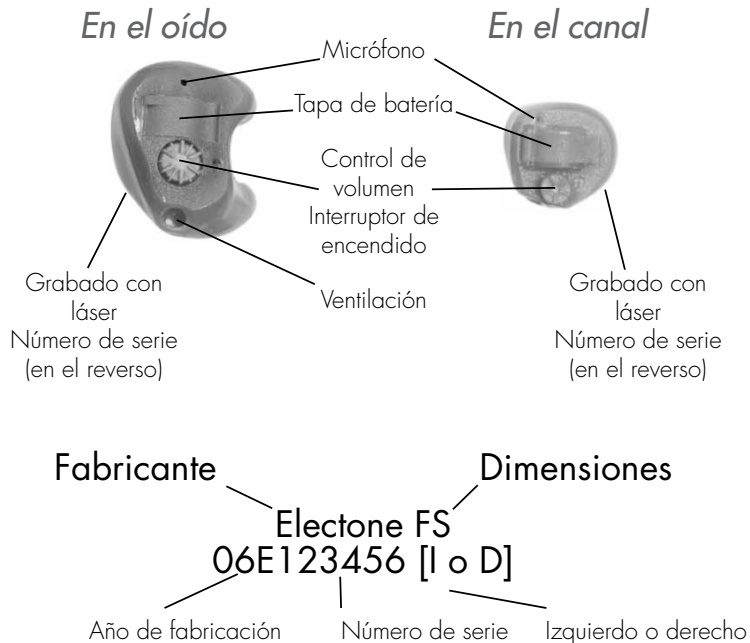 En el oído
En el canal
Micrófono
Tapa de batería
Control de
volumen
Interruptor de
encendido
Ventilación
Grabado con
láser
Número de serie
(en el reverso)
Grabado con
láser
Número de serie
(en el reverso)
Fabricante
Dimensiones
Electone FS
06E123456 [I o D]
Año de fabricación
Número de serie
Izquierdo o derecho